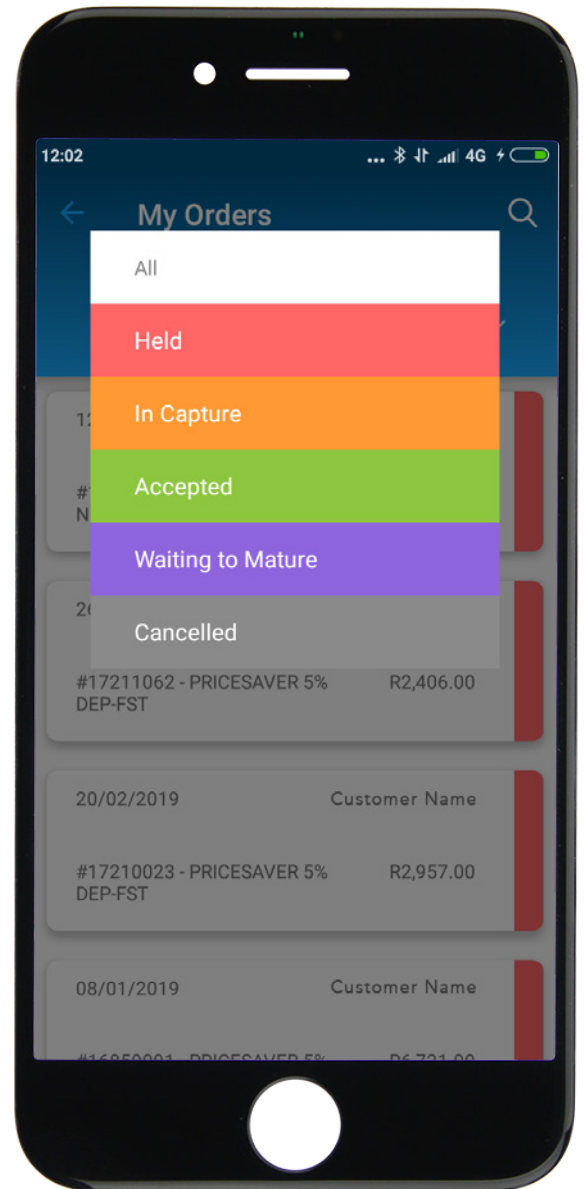 12:02
4G
My Orders
All
Held
In Capture
Accepted
Waiting to Mature
Cancelled
#17211062 - PRICESAVER 5%
R2,406.00
DEP-FST
20/02/2019
Customer Name
#17210023 - PRICESAVER 5%
R2,957.00
DEP-FST
08/01/2019
Customer Name